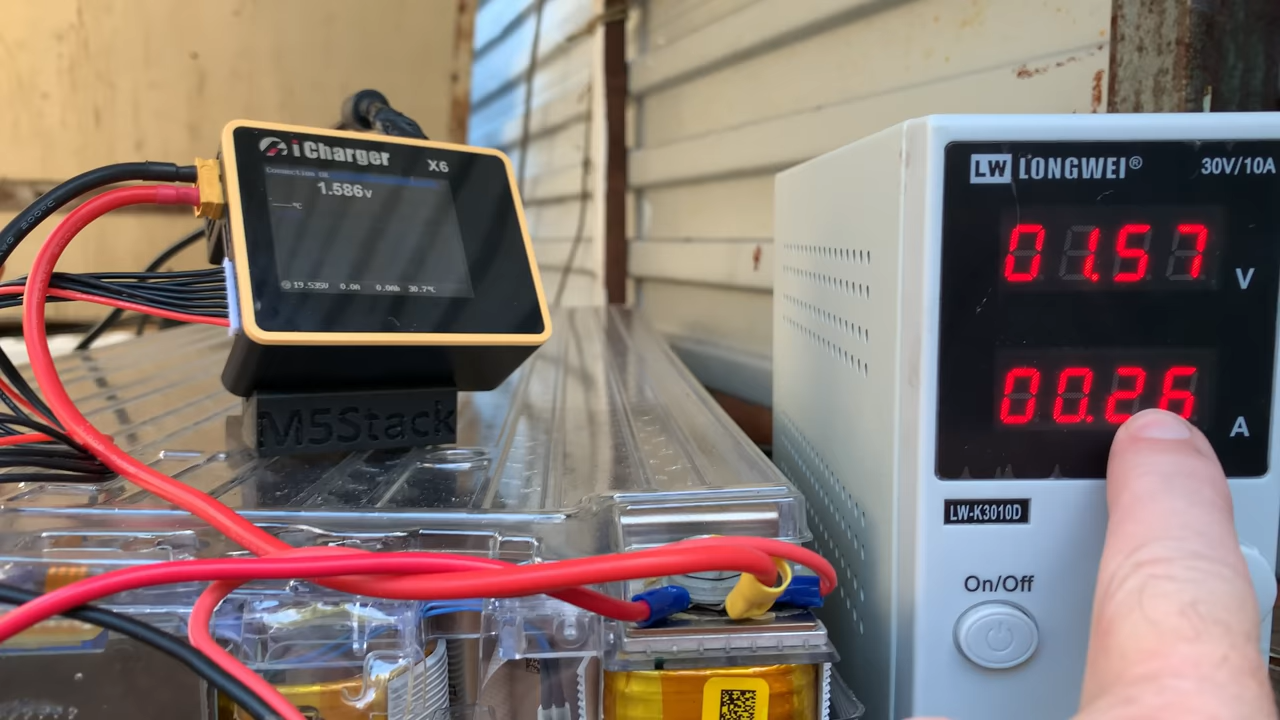 iCharger
X6
Connection OK
1.586V
----℃
19.535V 0.0A 0.0Ah 30.7℃
M5Stack
LW LONGWEI® 30V/10A
01.57 V
00.26 A
LW-K3010D
On/Off